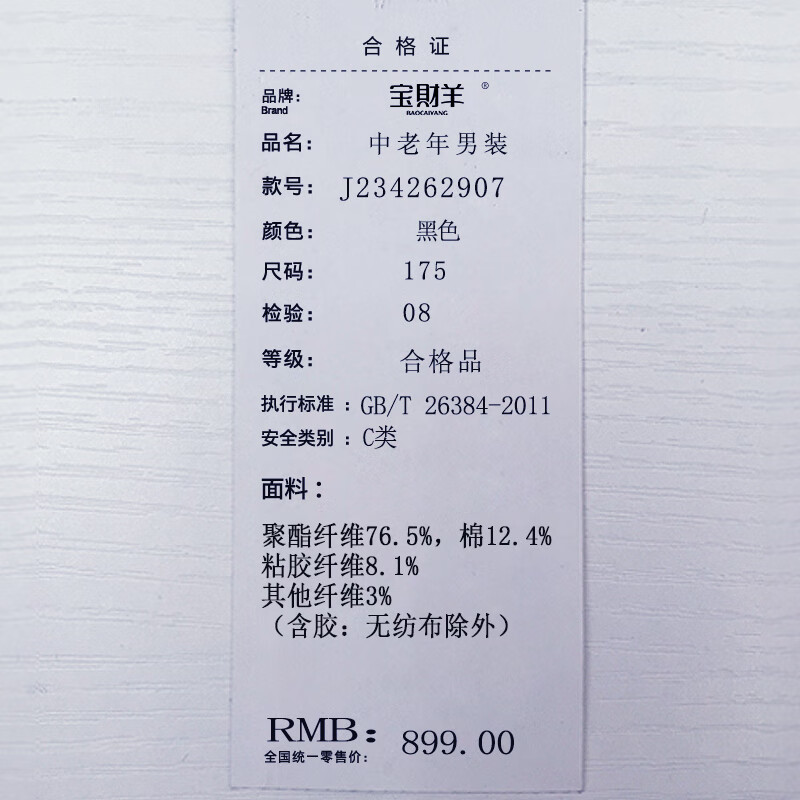 合格证
品牌： 宝財羊 ®
Brand BAOCAIYANG
品名： 中老年男装
款号： J234262907
颜色： 黑色
尺码： 175
检验： 08
等级： 合格品
执行标准 ：GB/T 26384-2011
安全类别 ：C类
面料：
聚酯纤维76.5%，棉12.4%
粘胶纤维8.1%
其他纤维3%
（含胶：无纺布除外）
RMB： 899.00
全国统一零售价：